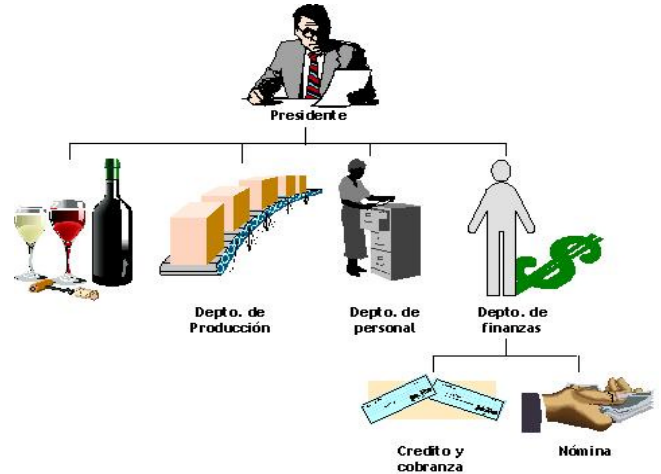 Presidente
Depto. de
Producción
Depto. de
personal
Depto. de
finanzas
Credito y
cobranza
Nómina